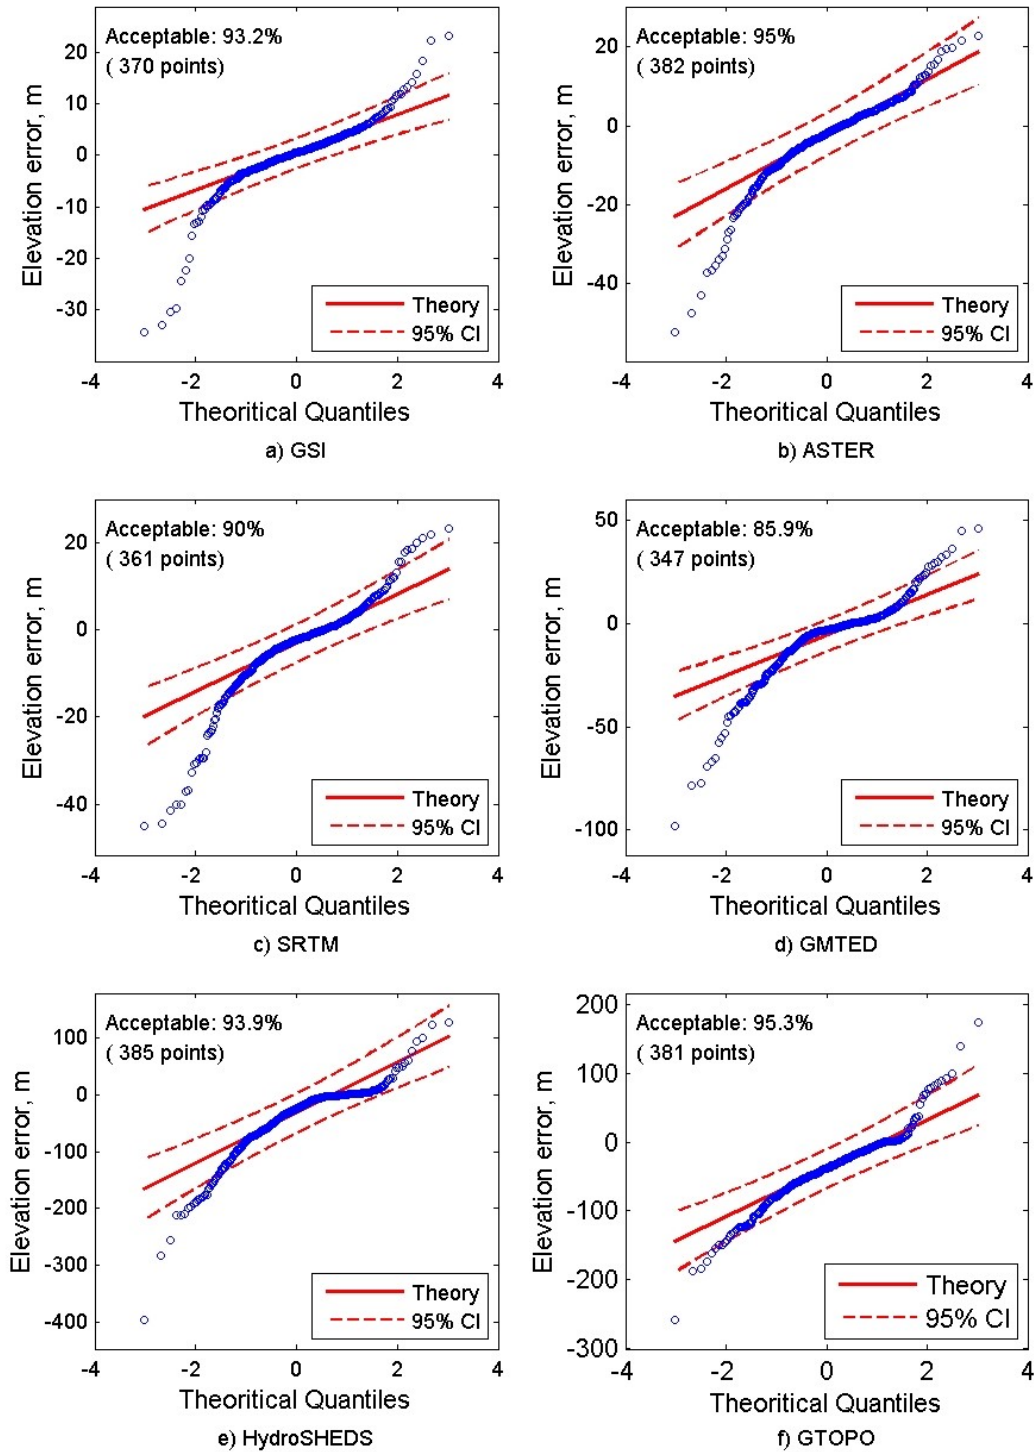 Acceptable: 93.2%
( 370 points)
20
10
0
-10
-20
-30
Elevation error, m
Theory
95% CI
-4 -2 0 2 4
Theoritical Quantiles
a) GSI
Acceptable: 95%
( 382 points)
20
0
-20
-40
Elevation error, m
Theory
95% CI
-4 -2 0 2 4
Theoritical Quantiles
b) ASTER
Acceptable: 90%
( 361 points)
20
0
-20
-40
Elevation error, m
Theory
95% CI
-4 -2 0 2 4
Theoritical Quantiles
c) SRTM
Acceptable: 85.9%
( 347 points)
50
0
-50
-100
Elevation error, m
Theory
95% CI
-4 -2 0 2 4
Theoritical Quantiles
d) GMTED
Acceptable: 93.9%
( 385 points)
100
0
-100
-200
-300
-400
Elevation error, m
Theory
95% CI
-4 -2 0 2 4
Theoritical Quantiles
e) HydroSHEDS
Acceptable: 95.3%
( 381 points)
200
100
0
-100
-200
-300
Elevation error, m
Theory
95% CI
-4 -2 0 2 4
Theoritical Quantiles
f) GTOPO